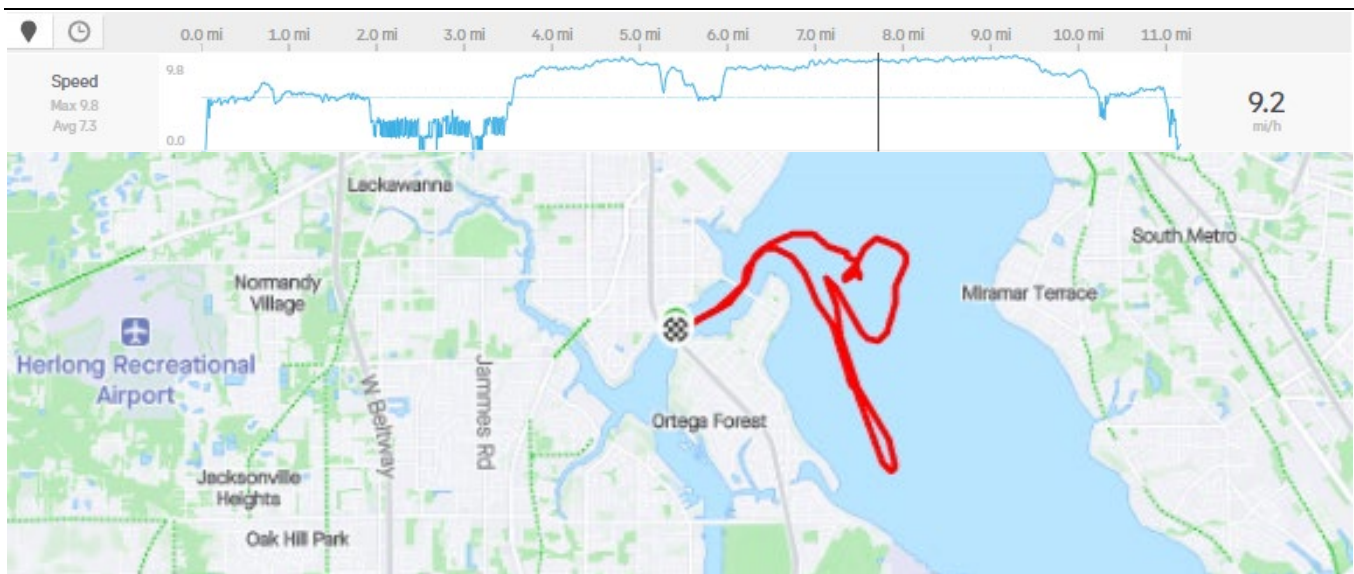 0.0 mi 1.0 mi 2.0 mi 3.0 mi 4.0 mi 5.0 mi 6.0 mi 7.0 mi 8.0 mi 9.0 mi 10.0 mi 11.0 mi
Speed
Max 9.8
Avg 7.3
9.8
0.0
9.2
mi/h
Lackawanna
South Metro
Normandy
Village
Miramar Terrace
Herlong Recreational
Airport
W Beltway
Jammes Rd
Ortega Forest
Jacksonville
Heights
Oak Hill Park